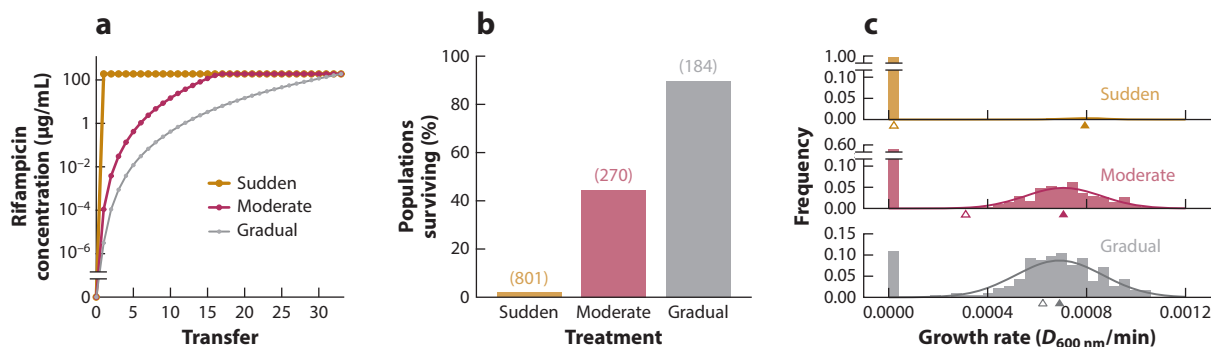 a
Rifampicin
concentration (µg/mL)
100
1
10⁻²
10⁻⁴
10⁻⁶
0
Sudden
Moderate
Gradual
0 5 10 15 20 25 30
Transfer
b
Populations
surviving (%)
100
80
60
40
20
0
(801)
(270)
(184)
Sudden Moderate Gradual
Treatment
c
Frequency
1.00
0.10
0.05
0.00
Sudden
0.60
0.10
0.05
0.00
Moderate
0.15
0.10
0.05
0.00
Gradual
0.0000 0.0004 0.0008 0.0012
Growth rate (D600 nm/min)